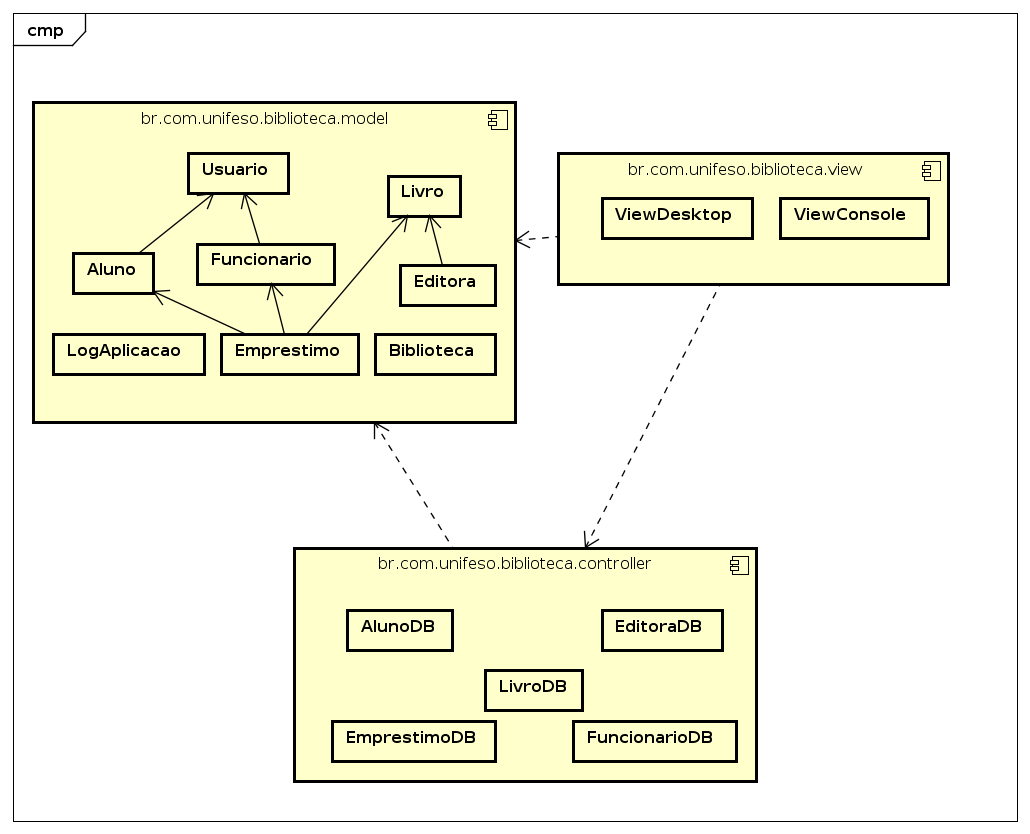 cmp
br.com.unifeso.biblioteca.model
Usuario
Livro
Aluno
Funcionario
Editora
LogAplicacao
Emprestimo
Biblioteca
br.com.unifeso.biblioteca.view
ViewDesktop
ViewConsole
br.com.unifeso.biblioteca.controller
AlunoDB
EditoraDB
LivroDB
EmprestimoDB
FuncionarioDB